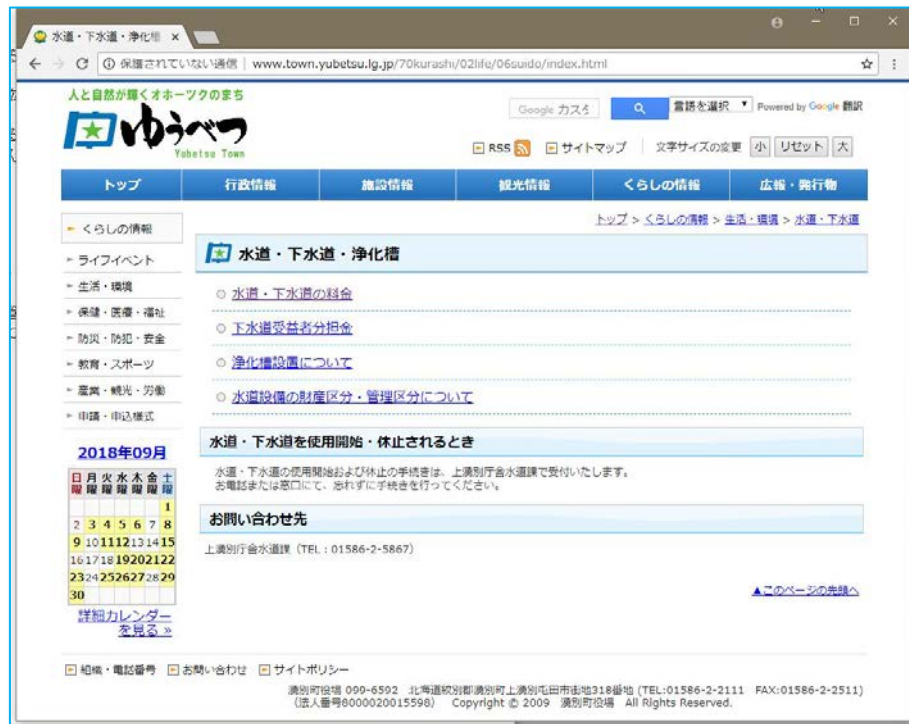 水道・下水道・浄化槽 ×
保護されていない通信 | www.town.yubetsu.lg.jp/70kurashi/02life/06suido/index.html
人と自然が輝くオホーツクのまち
ゆうべつ
Yubetsu Town
Google カスタ
言語を選択 ▼ Powered by Google 翻訳
RSS サイトマップ 文字サイズの変更 小 リセット 大
トップ 行政情報 施設情報 観光情報 くらしの情報 広報・発行物
トップ > くらしの情報 > 生活・環境 > 水道・下水道
くらしの情報
ライフイベント
生活・環境
保健・医療・福祉
防災・防犯・安全
教育・スポーツ
産業・観光・労働
申請・申込様式
水道・下水道・浄化槽
水道・下水道の料金
下水道受益者分担金
浄化槽設置について
水道設備の財産区分・管理区分について
水道・下水道を使用開始・休止されるとき
水道・下水道の使用開始および休止の手続きは、上湧別庁舎水道課で受付いたします。
お電話または窓口にて、忘れずに手続きを行ってください。
お問い合わせ先
上湧別庁舎水道課（TEL：01586-2-5867）
▲このページの先頭へ
2018年09月
日曜 月曜 火曜 水曜 木曜 金曜 土曜
1
2 3 4 5 6 7 8
9 10 11 12 13 14 15
16 17 18 19 20 21 22
23 24 25 26 27 28 29
30
詳細カレンダー
を見る »
組織・電話番号 お問い合わせ サイトポリシー
湧別町役場 099-6592 北海道紋別郡湧別町上湧別屯田市街地318番地 (TEL:01586-2-2111 FAX:01586-2-2511)
（法人番号8000020015598） Copyright © 2009 湧別町役場 All Rights Reserved.